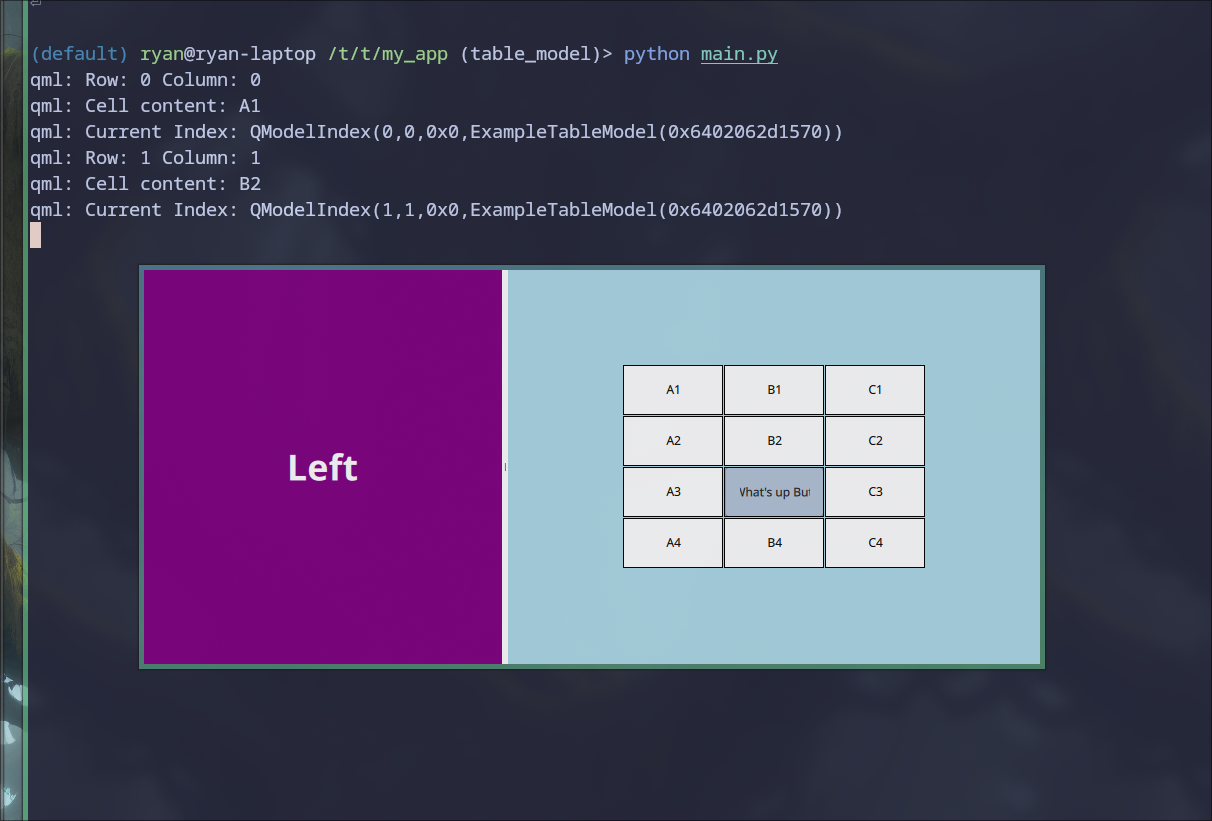 (default) ryan@ryan-laptop /t/t/my_app (table_model)> python main.py
qml: Row: 0 Column: 0
qml: Cell content: A1
qml: Current Index: QModelIndex(0,0,0x0,ExampleTableModel(0x6402062d1570))
qml: Row: 1 Column: 1
qml: Cell content: B2
qml: Current Index: QModelIndex(1,1,0x0,ExampleTableModel(0x6402062d1570))
Left
A1 B1 C1
A2 B2 C2
A3 What's up But C3
A4 B4 C4